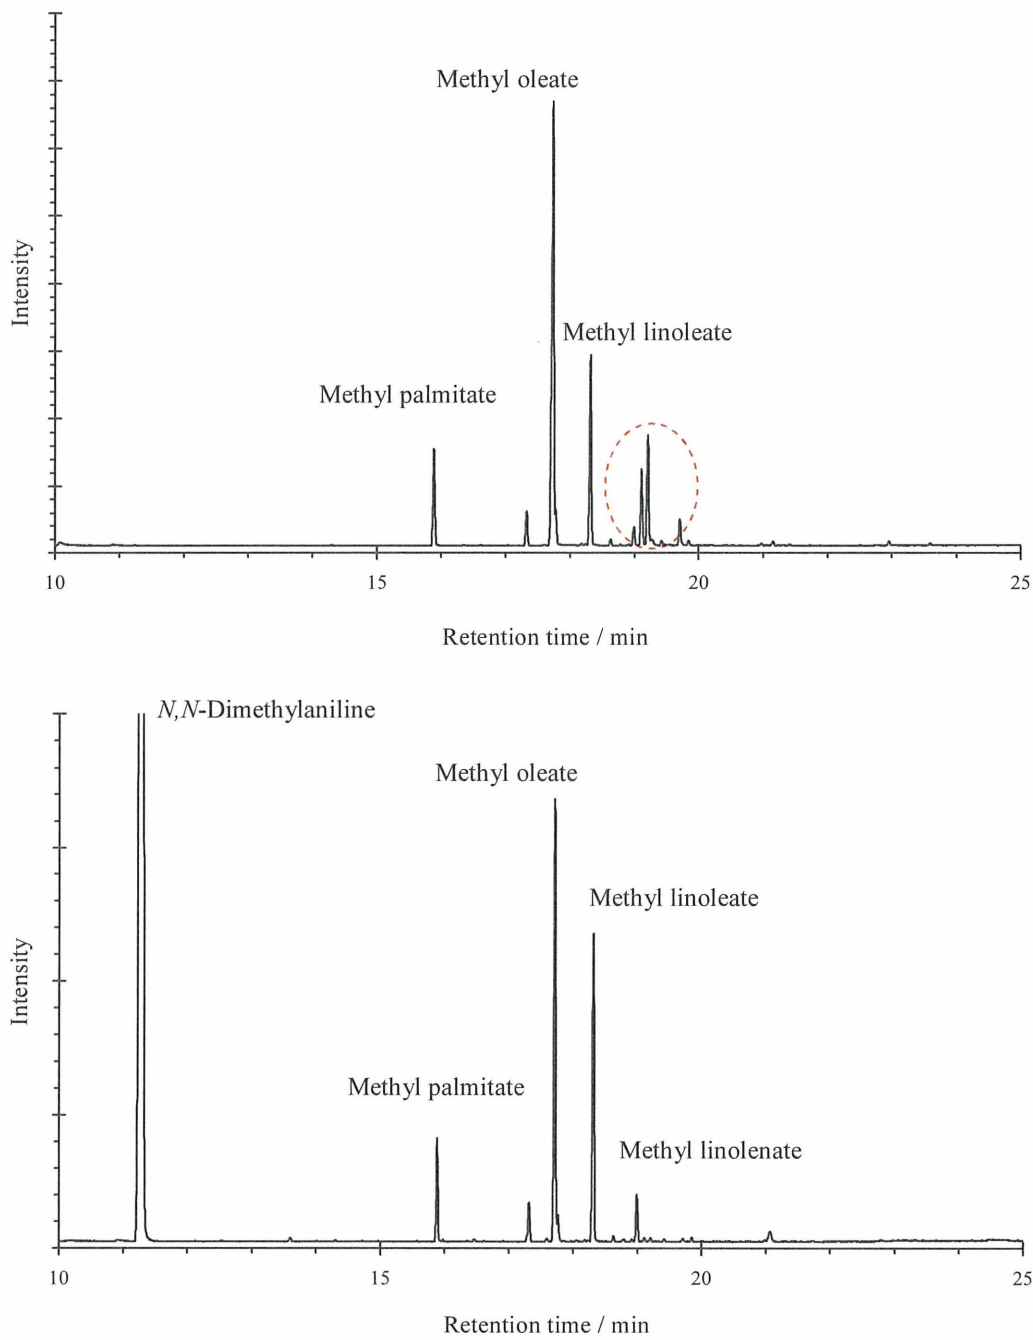 Methyl oleate
Methyl linoleate
Methyl palmitate
Intensity
10 15 20 25
Retention time / min
N,N-Dimethylaniline
Methyl oleate
Methyl linoleate
Methyl palmitate
Methyl linolenate
Intensity
10 15 20 25
Retention time / min